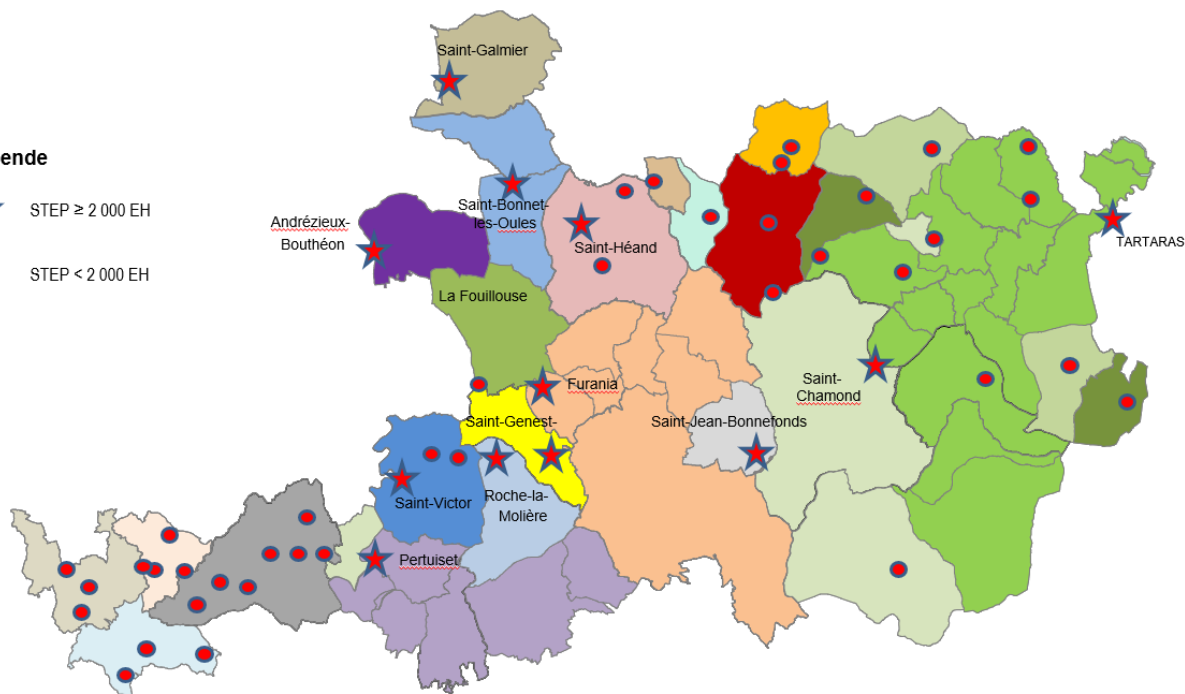 Saint-Galmier
ende
STEP ≥ 2 000 EH
Andrézieux-
Bouthéon
Saint-Bonnet-
les-Oules
Saint-Héand
TARTARAS
STEP < 2 000 EH
La Fouillouse
Furania
Saint-
Chamond
Saint-Genest-
Saint-Jean-Bonnefonds
Saint-Victor
Roche-la-
Molière
Pertuiset